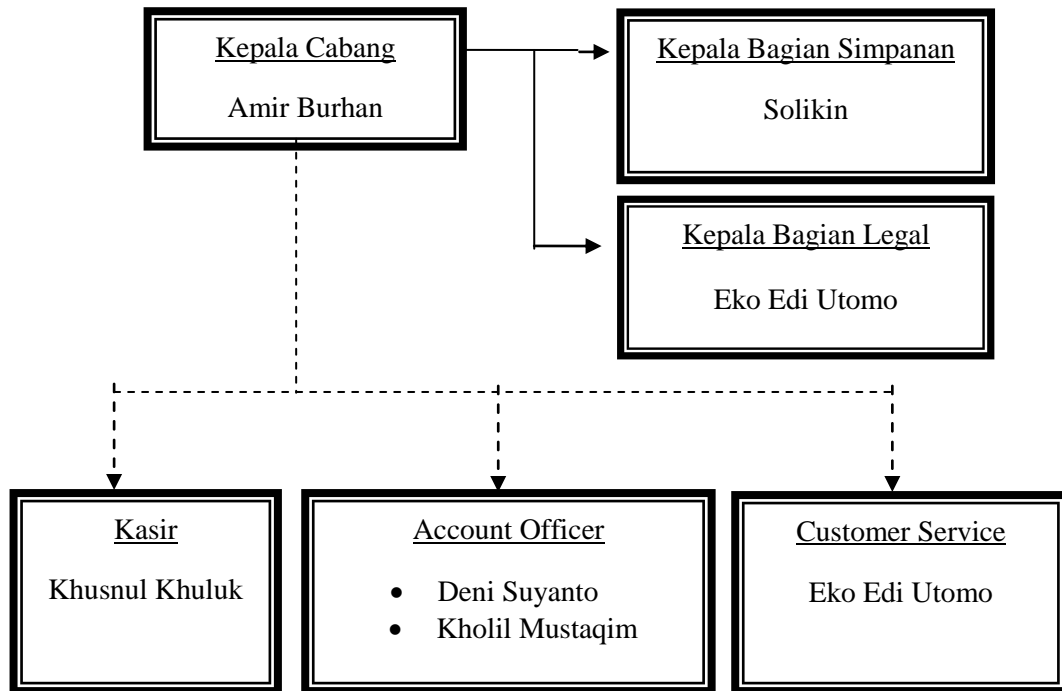 Kepala Cabang
Amir Burhan
Kepala Bagian Simpanan
Solikin
Kepala Bagian Legal
Eko Edi Utomo
Kasir
Khusnul Khuluk
Account Officer
• Deni Suyanto
• Kholil Mustaqim
Customer Service
Eko Edi Utomo